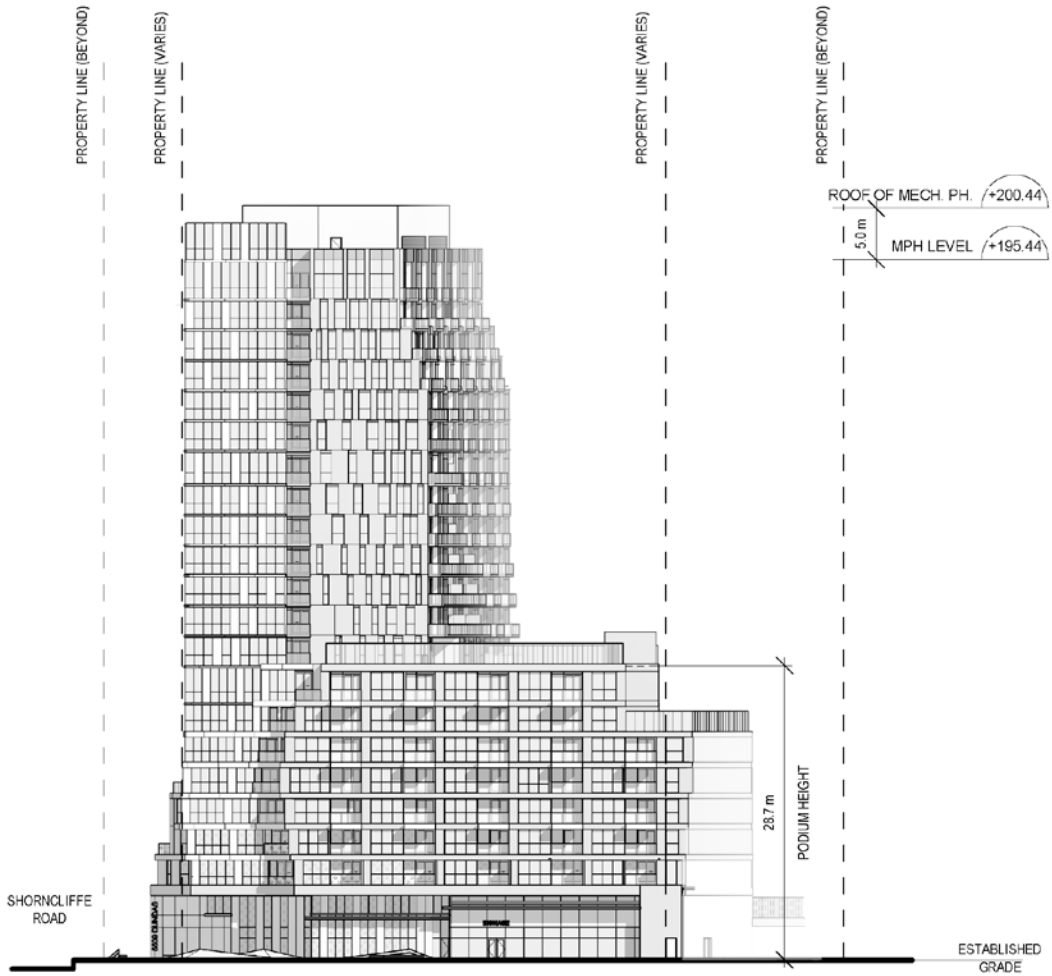 PROPERTY LINE (BEYOND)
PROPERTY LINE (VARIES)
PROPERTY LINE (VARIES)
PROPERTY LINE (BEYOND)
ROOF OF MECH. PH.
+200.44
5.0 m
MPH LEVEL
+195.44
28.7 m
PODIUM HEIGHT
SHORNCLIFFE
ROAD
SIGNAGE
ESTABLISHED
GRADE